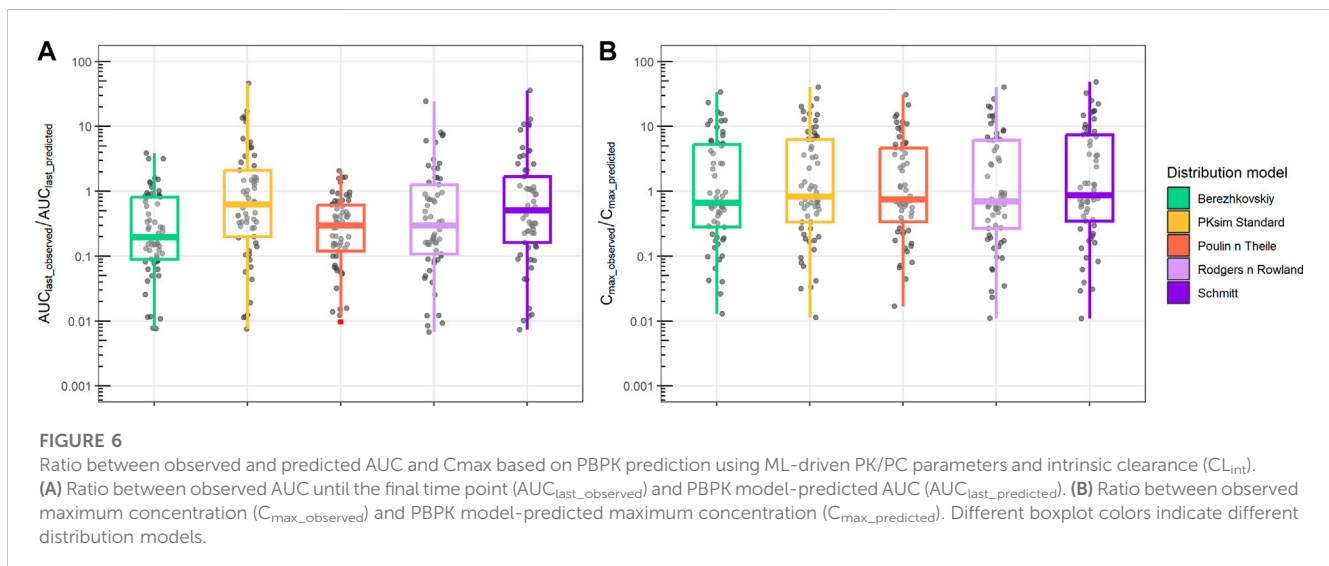 A
B
100
10
1
0.1
0.01
0.001
AUClast_observed / AUClast_predicted
100
10
1
0.1
0.01
0.001
Cmax_observed/Cmax_predicted
Distribution model
Berezhkovskiy
PKsim Standard
Poulin n Theile
Rodgers n Rowland
Schmitt
FIGURE 6
Ratio between observed and predicted AUC and Cmax based on PBPK prediction using ML-driven PK/PC parameters and intrinsic clearance (CLint).
(A) Ratio between observed AUC until the final time point (AUClast_observed) and PBPK model-predicted AUC (AUClast_predicted). (B) Ratio between observed
maximum concentration (Cmax_observed) and PBPK model-predicted maximum concentration (Cmax_predicted). Different boxplot colors indicate different
distribution models.